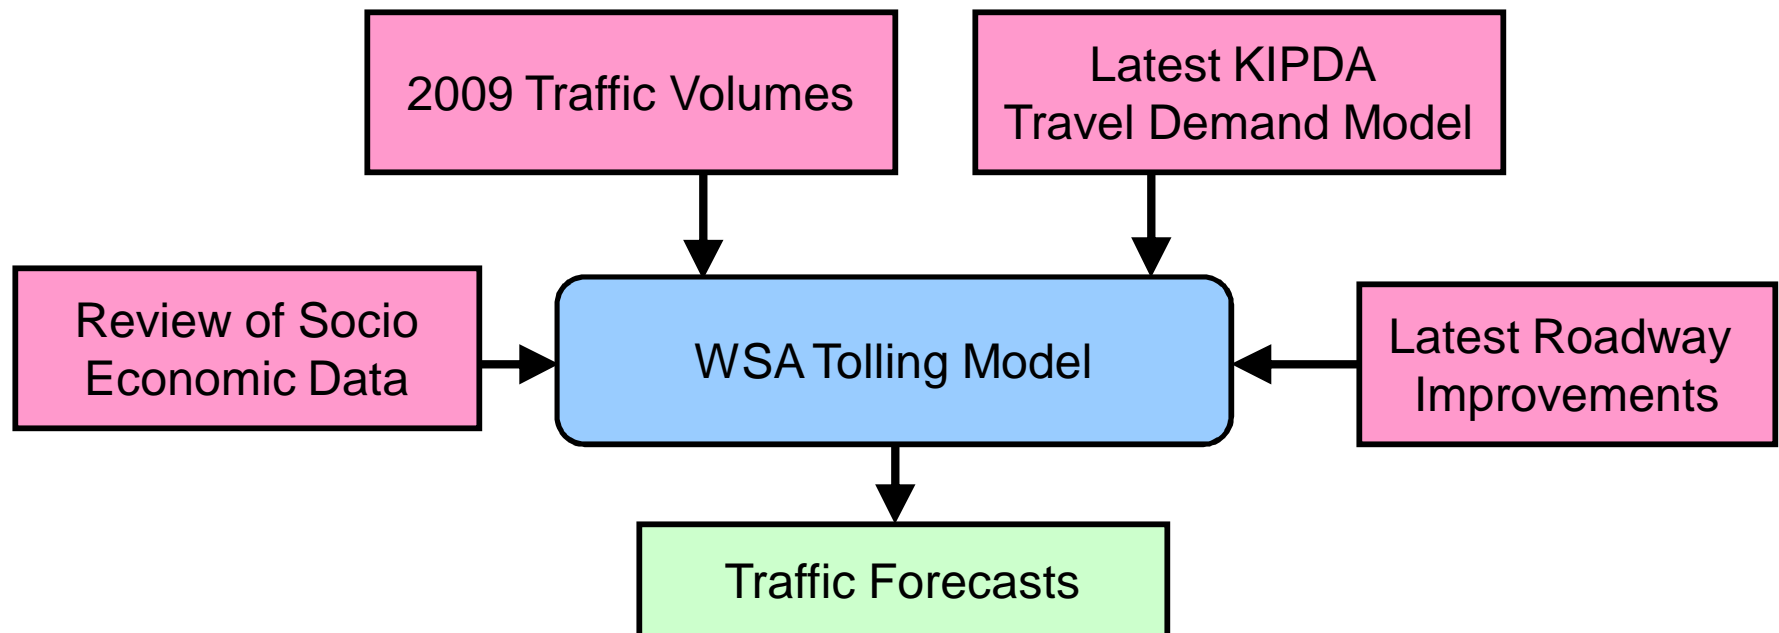 2009 Traffic Volumes
Latest KIPDA
Travel Demand Model
Review of Socio
Economic Data
WSA Tolling Model
Latest Roadway
Improvements
Traffic Forecasts